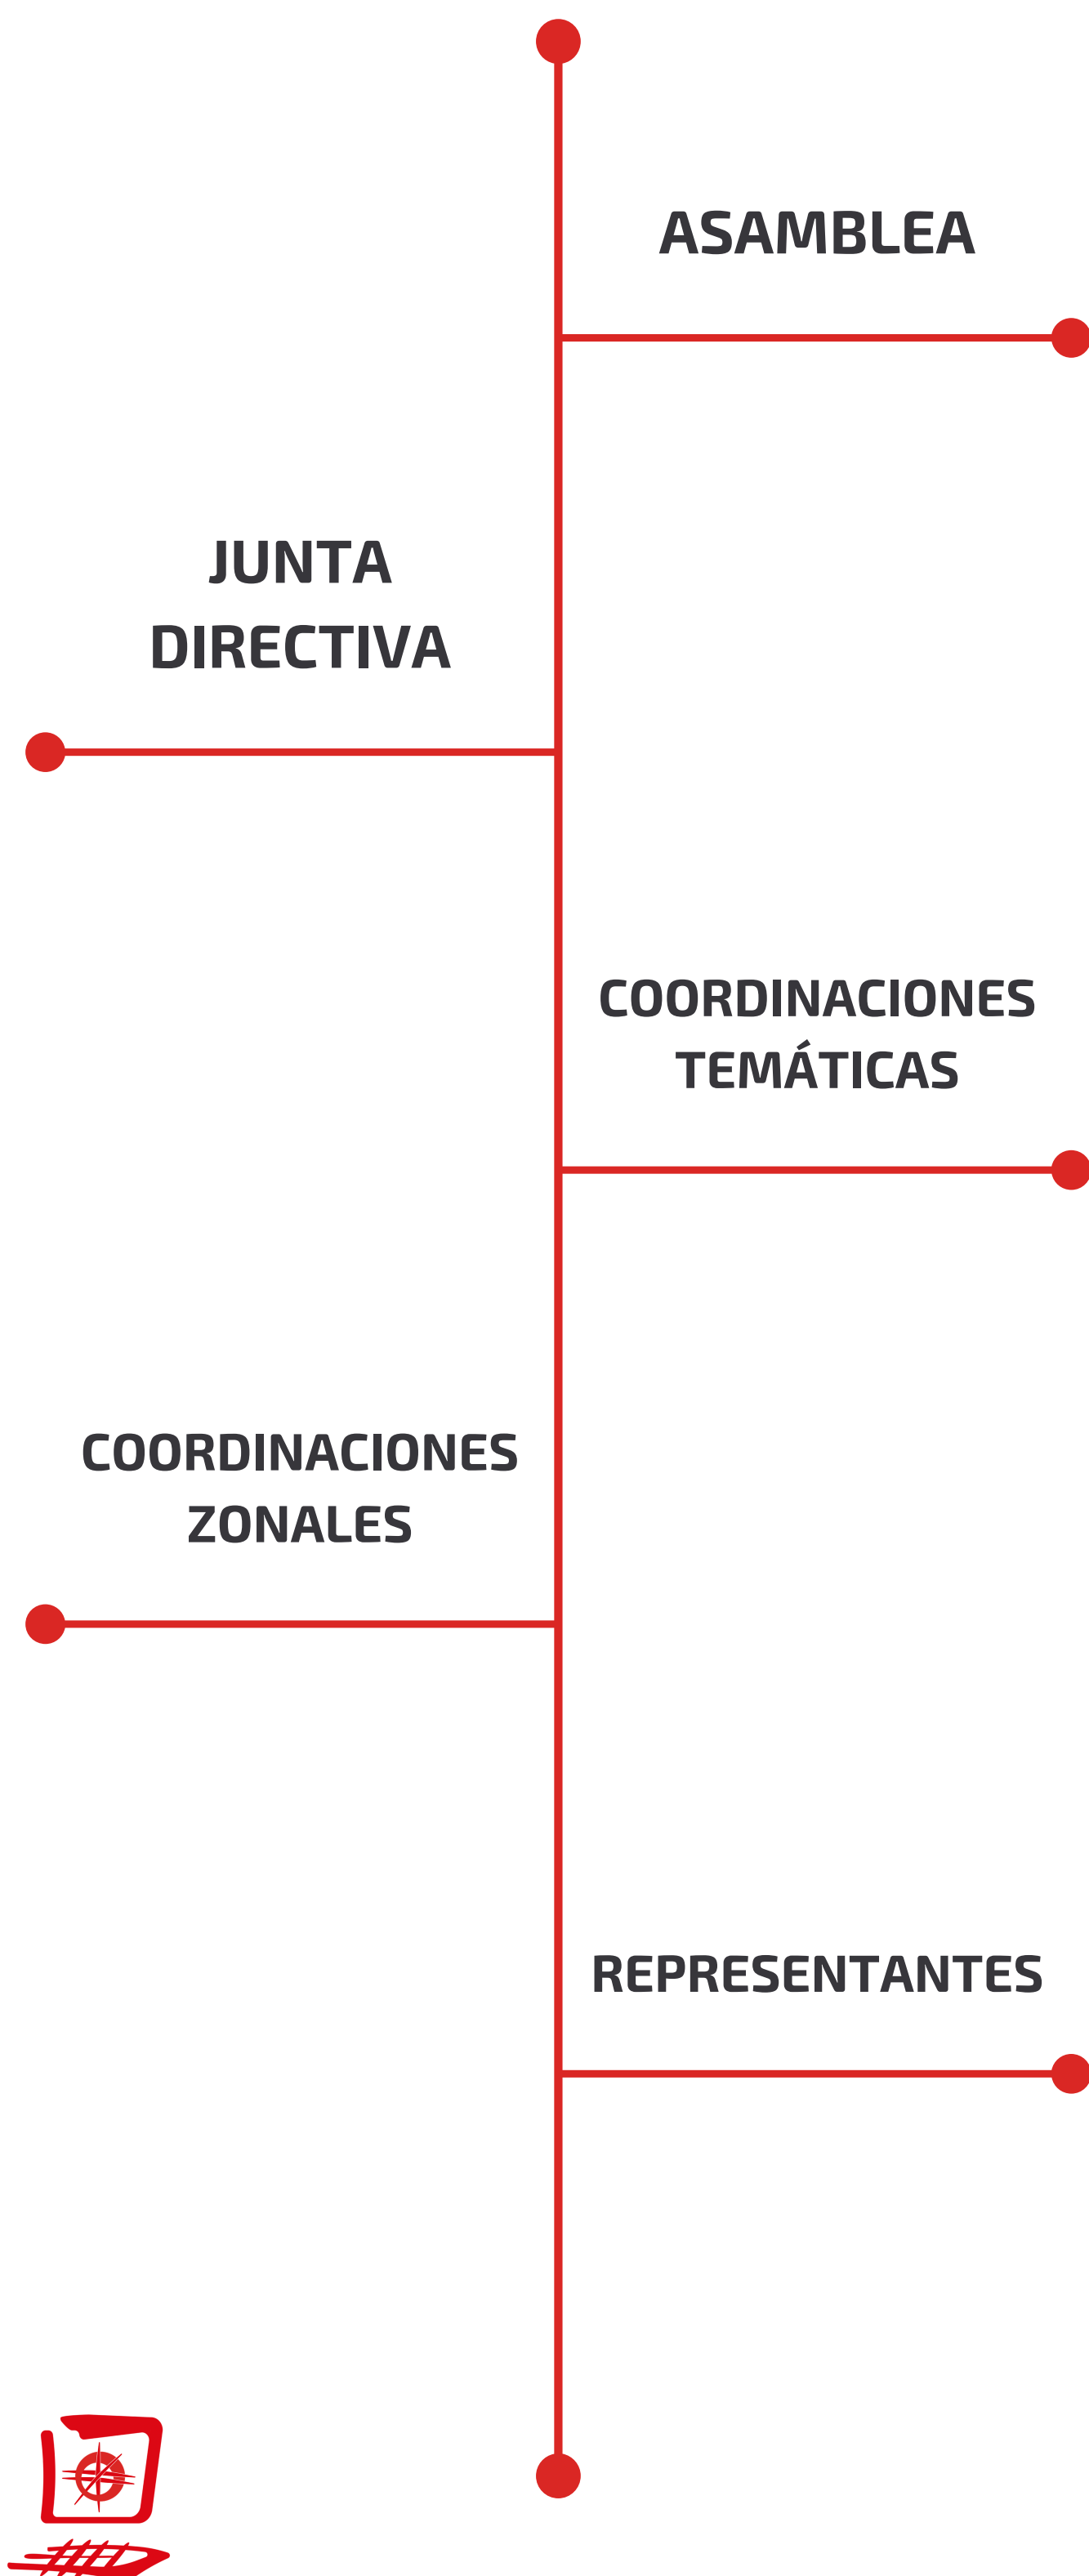 ASAMBLEA
JUNTA
DIRECTIVA
COORDINACIONES
TEMÁTICAS
COORDINACIONES
ZONALES
REPRESENTANTES